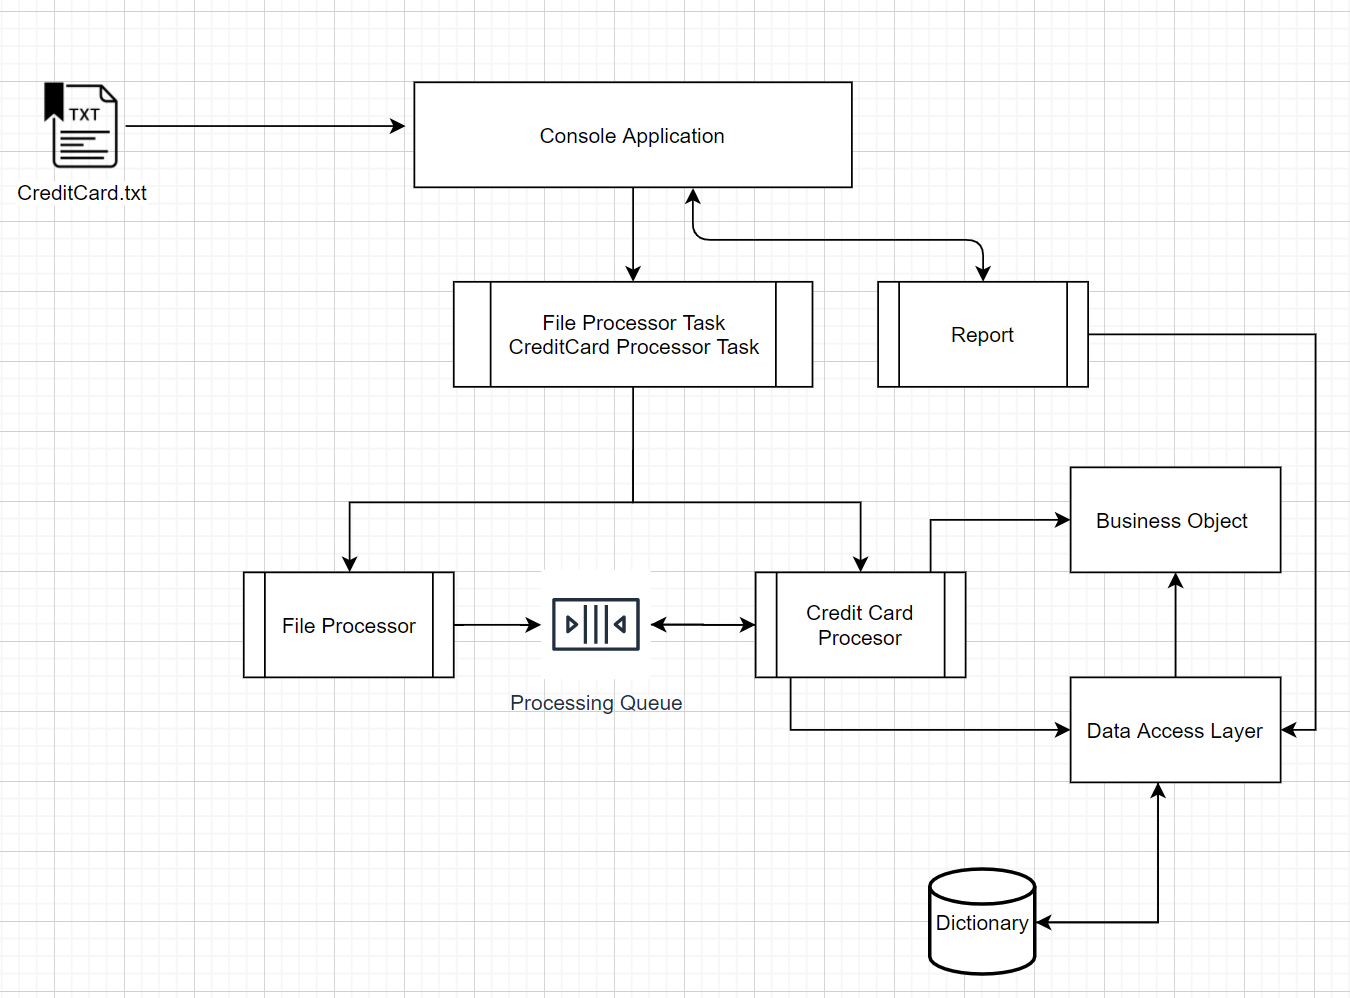 TXT
CreditCard.txt
Console Application
File Processor Task
CreditCard Processor Task
Report
Business Object
File Processor
Processing Queue
Credit Card
Procesor
Data Access Layer
Dictionary